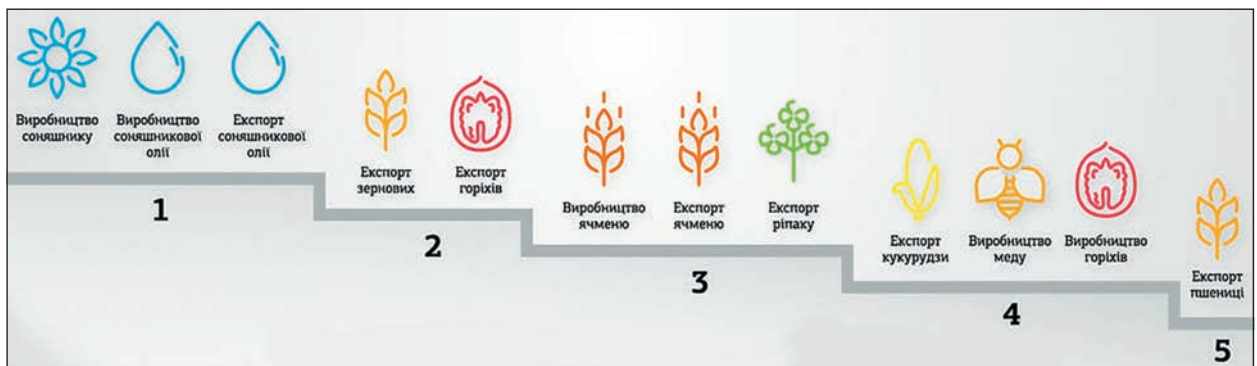 Виробництво
соняшнику
Виробництво
соняшникової
олії
Експорт
соняшникової
олії
1
Експорт
зернових
Експорт
горіхів
2
Виробництво
ячменю
Експорт
ячменю
Експорт
ріпаку
3
Експорт
кукурудзи
Виробництво
меду
Виробництво
горіхів
4
Експорт
пшениці
5